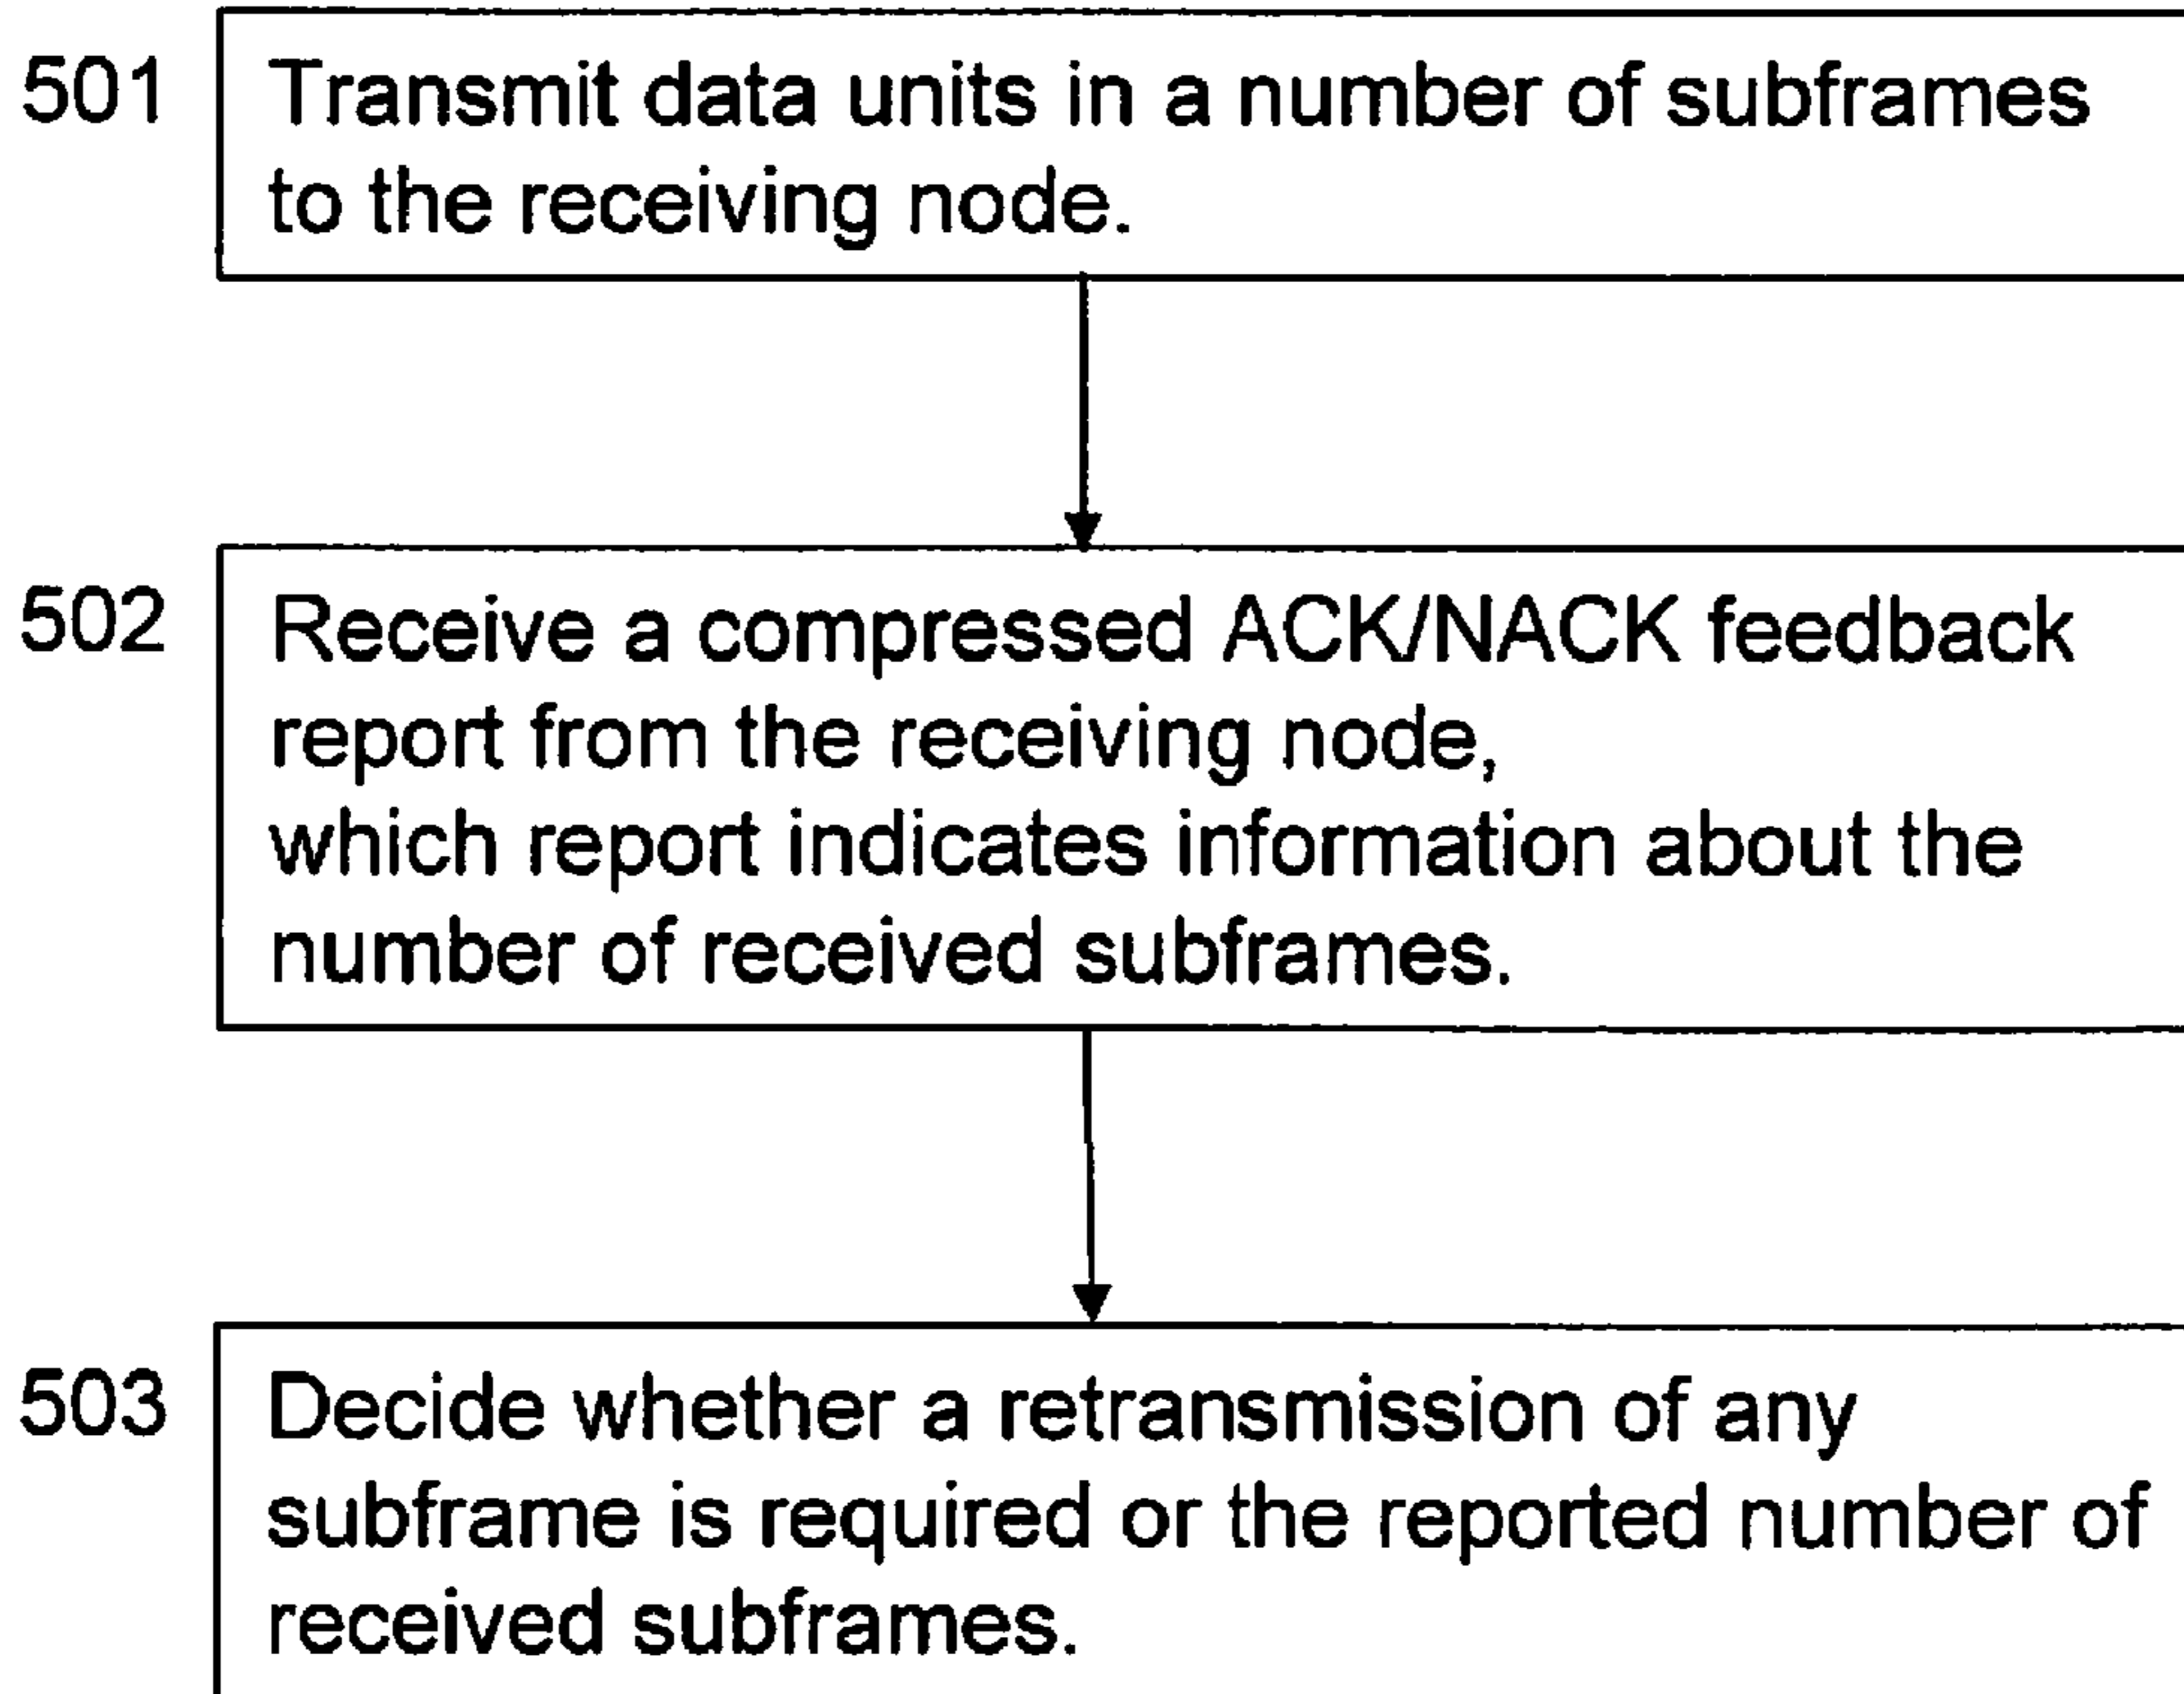 501 Transmit data units in a number of subframes
to the receiving node.
502 Receive a compressed ACK/NACK feedback
report from the receiving node,
which report indicates information about the
number of received subframes.
503 Decide whether a retransmission of any
subframe is required or the reported number of
received subframes.